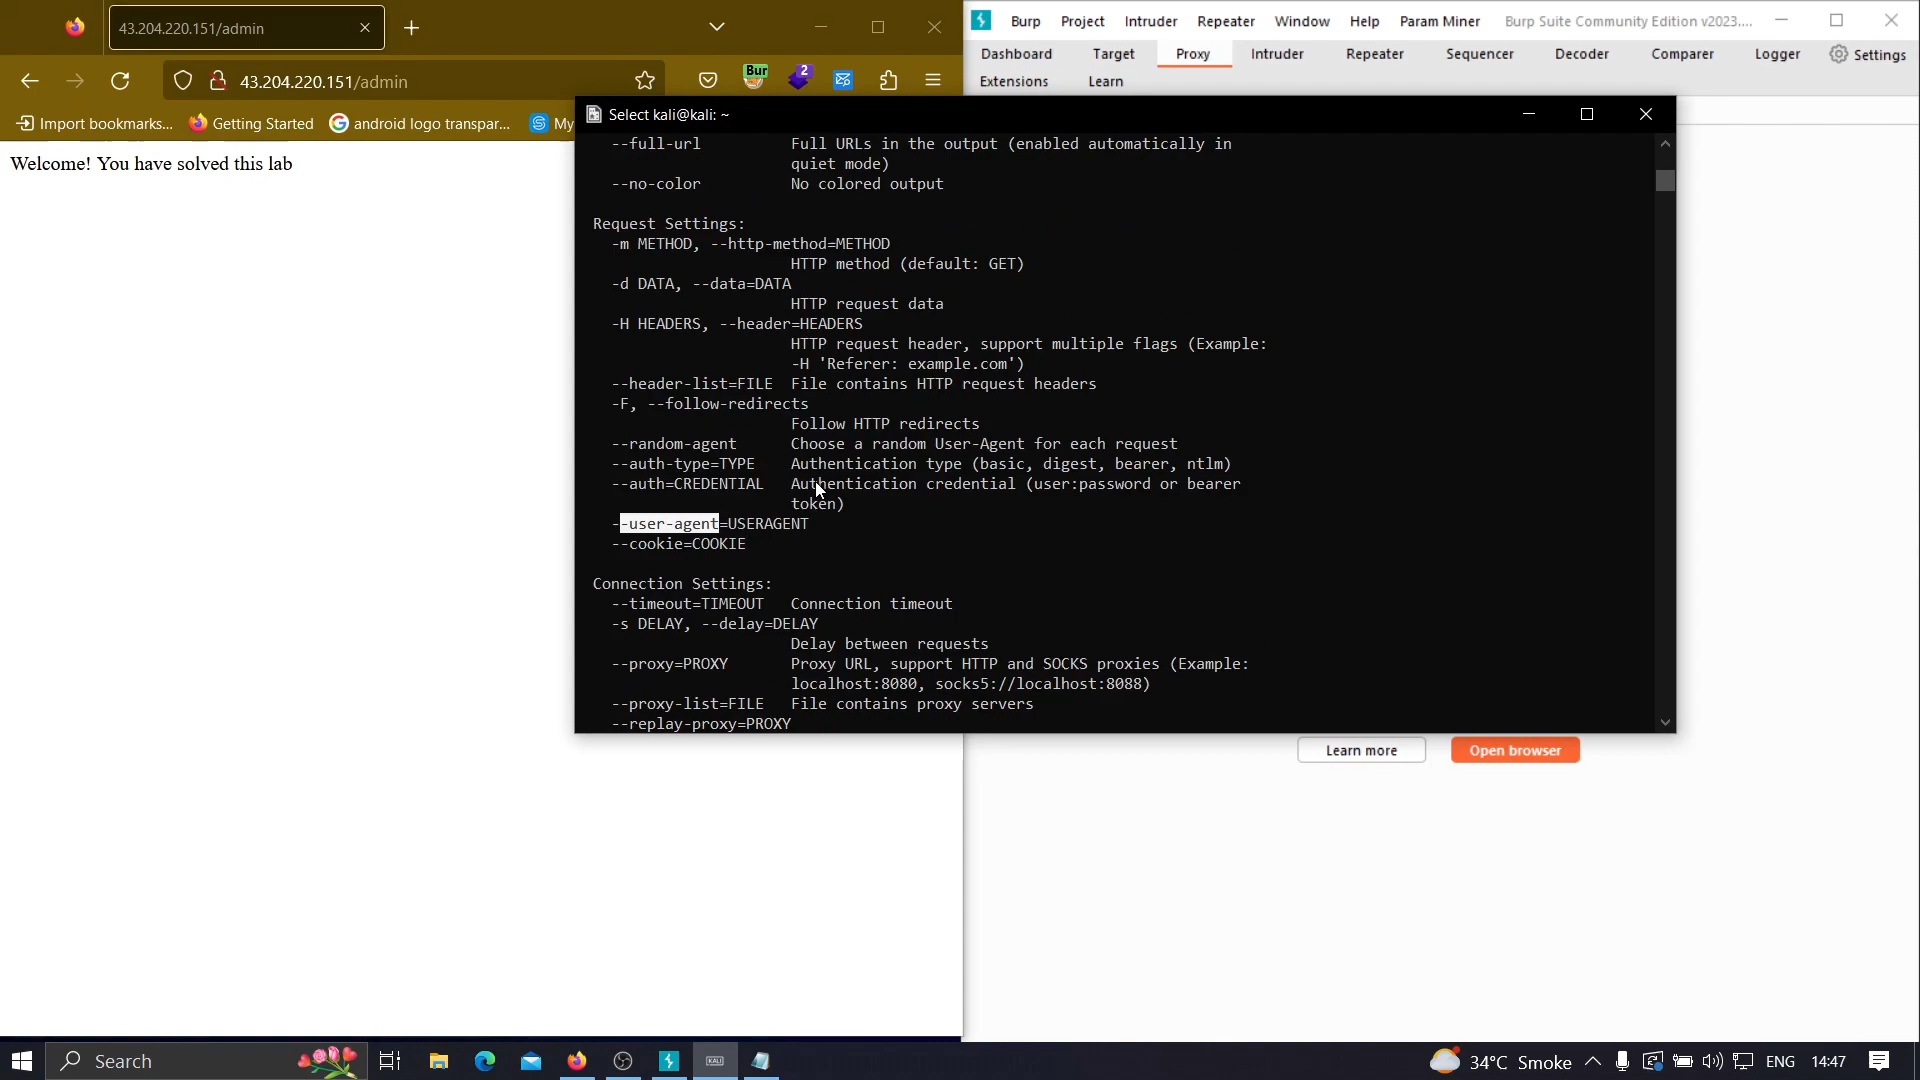 43.204.220.151/admin
43.204.220.151/admin
Bur
2
Import bookmarks...
Getting Started
android logo transpar...
My
Welcome! You have solved this lab
Burp Project Intruder Repeater Window Help Param Miner Burp Suite Community Edition v2023....
Dashboard Target Proxy Intruder Repeater Sequencer Decoder Comparer Logger Settings
Extensions Learn
Select kali@kali: ~
--full-url Full URLs in the output (enabled automatically in
quiet mode)
--no-color No colored output
Request Settings:
-m METHOD, --http-method=METHOD
HTTP method (default: GET)
-d DATA, --data=DATA
HTTP request data
-H HEADERS, --header=HEADERS
HTTP request header, support multiple flags (Example:
-H 'Referer: example.com')
--header-list=FILE File contains HTTP request headers
-F, --follow-redirects
Follow HTTP redirects
--random-agent Choose a random User-Agent for each request
--auth-type=TYPE Authentication type (basic, digest, bearer, ntlm)
--auth=CREDENTIAL Authentication credential (user:password or bearer
token)
--user-agent=USERAGENT
--cookie=COOKIE
Connection Settings:
--timeout=TIMEOUT Connection timeout
-s DELAY, --delay=DELAY
Delay between requests
--proxy=PROXY Proxy URL, support HTTP and SOCKS proxies (Example:
localhost:8080, socks5://localhost:8088)
--proxy-list=FILE File contains proxy servers
--replay-proxy=PROXY
Learn more Open browser
Search
KALI
34°C Smoke ENG 14:47